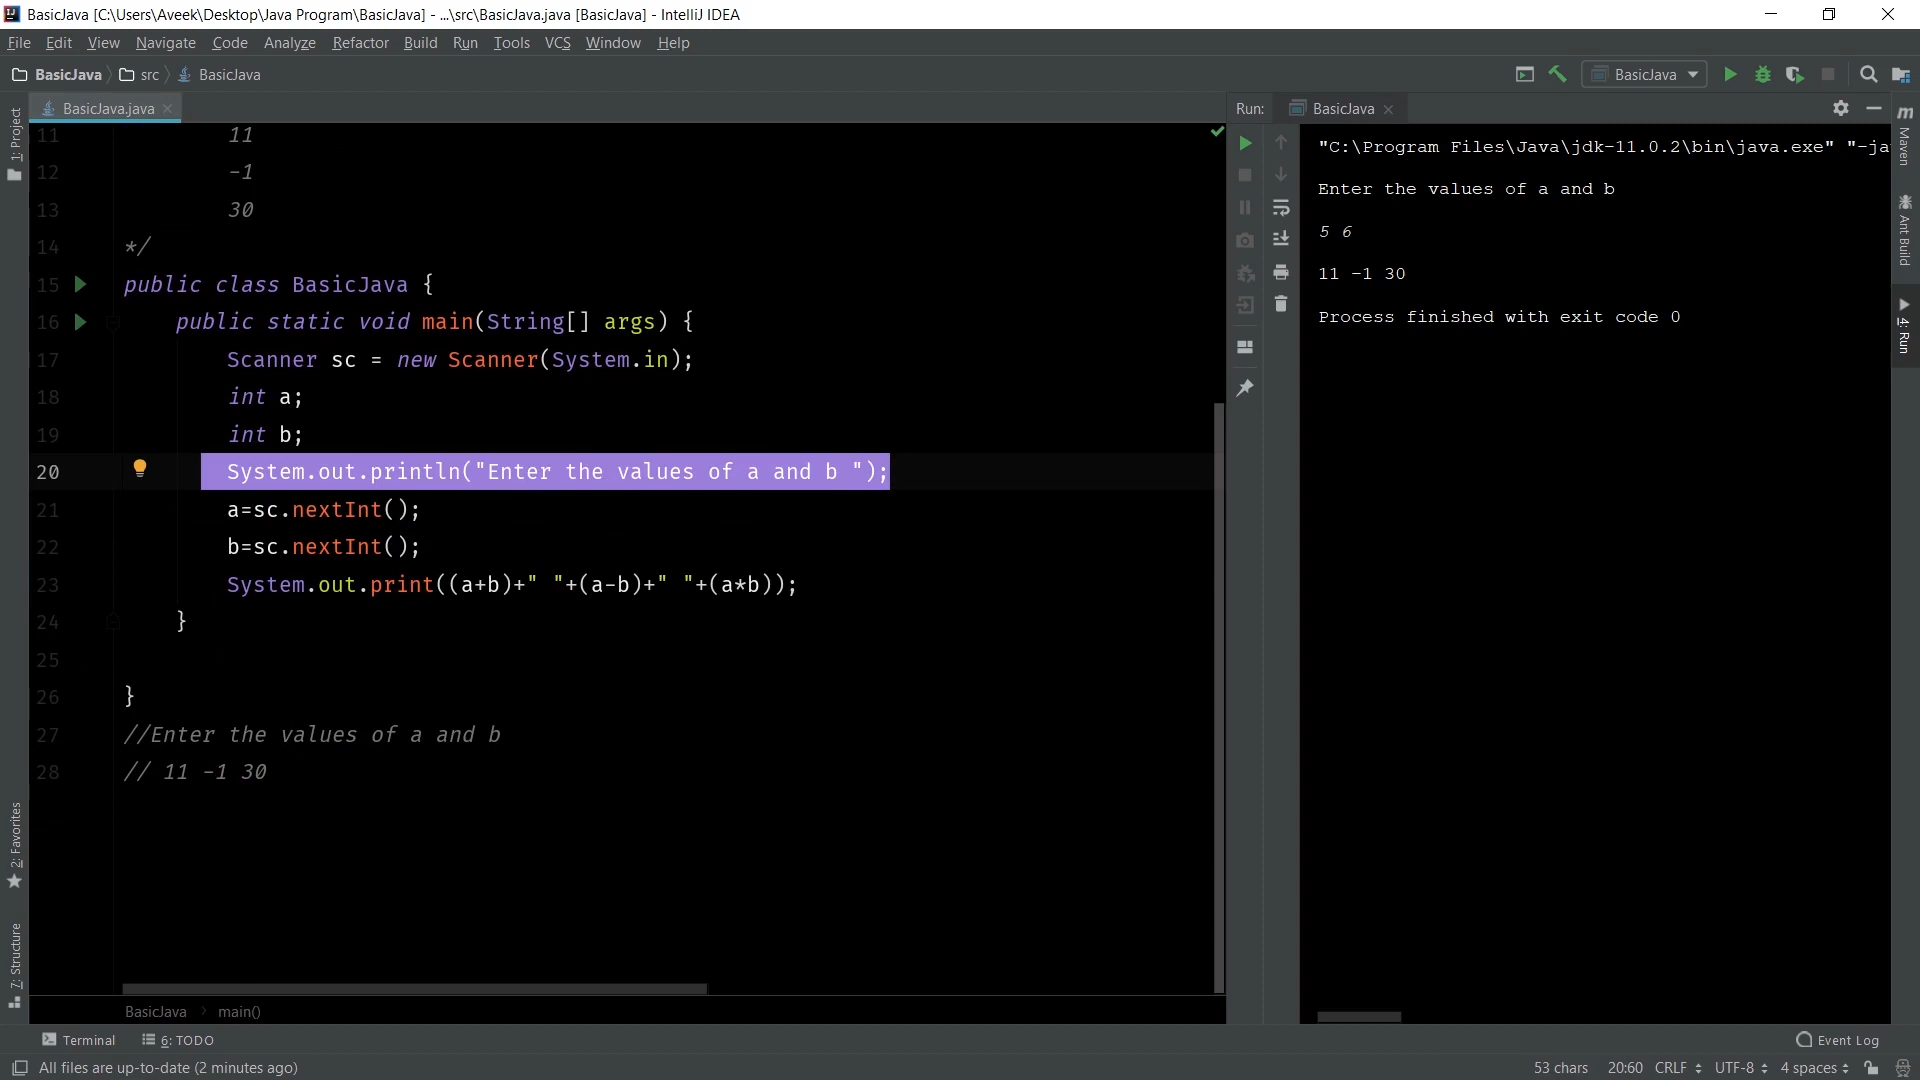 BasicJava [C:\Users\Aveek\Desktop\Java Program\BasicJava] - ...\src\BasicJava.java [BasicJava] - IntelliJ IDEA
File Edit View Navigate Code Analyze Refactor Build Run Tools VCS Window Help
BasicJava src BasicJava
BasicJava
BasicJava.java
Run: BasicJava
1: Project
2: Favorites
7: Structure
11 11
12 -1
13 30
14 */
15 public class BasicJava {
16 public static void main(String[] args) {
17 Scanner sc = new Scanner(System.in);
18 int a;
19 int b;
20 System.out.println("Enter the values of a and b ");
21 a=sc.nextInt();
22 b=sc.nextInt();
23 System.out.print((a+b)+" "+(a-b)+" "+(a*b));
24 }
25
26 }
27 //Enter the values of a and b
28 // 11 -1 30
BasicJava main()
"C:\Program Files\Java\jdk-11.0.2\bin\java.exe" "-ja
Enter the values of a and b
5 6
11 -1 30
Process finished with exit code 0
m Maven
Ant Build
4: Run
Terminal 6: TODO Event Log
All files are up-to-date (2 minutes ago) 53 chars 20:60 CRLF UTF-8 4 spaces